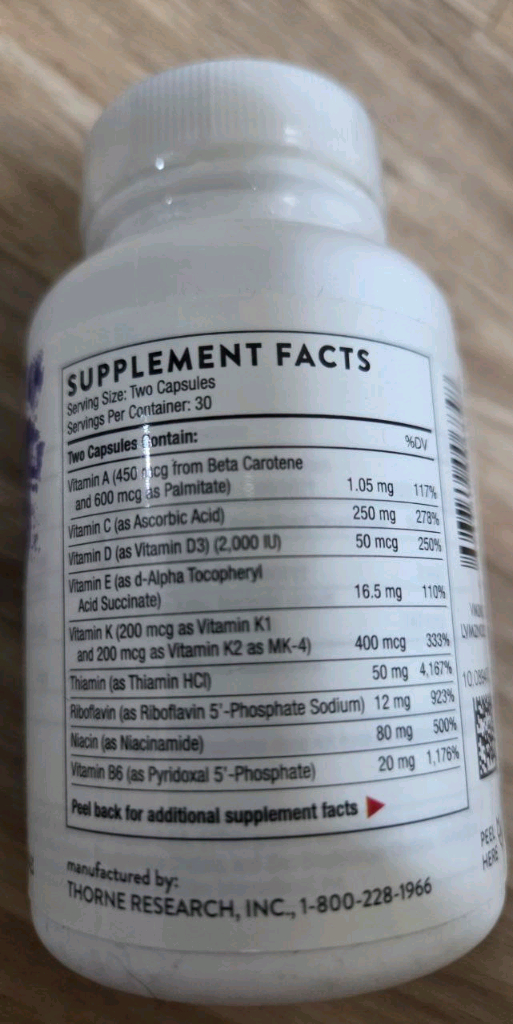 SUPPLEMENT FACTS
Serving Size: Two Capsules
Servings Per Container: 30
Two Capsules Contain: %DV
Vitamin A (450 mcg from Beta Carotene
and 600 mcg as Palmitate) 1.05 mg 117%
Vitamin C (as Ascorbic Acid) 250 mg 278%
Vitamin D (as Vitamin D3) (2,000 IU) 50 mcg 250%
Vitamin E (as d-Alpha Tocopheryl
Acid Succinate) 16.5 mg 110%
Vitamin K (200 mcg as Vitamin K1
and 200 mcg as Vitamin K2 as MK-4) 400 mcg 333%
Thiamin (as Thiamin HCl) 50 mg 4,167%
Riboflavin (as Riboflavin 5'-Phosphate Sodium) 12 mg 923%
Niacin (as Niacinamide) 80 mg 500%
Vitamin B6 (as Pyridoxal 5'-Phosphate) 20 mg 1,176%
Peel back for additional supplement facts
manufactured by:
THORNE RESEARCH, INC., 1-800-228-1966
PEEL
HERE